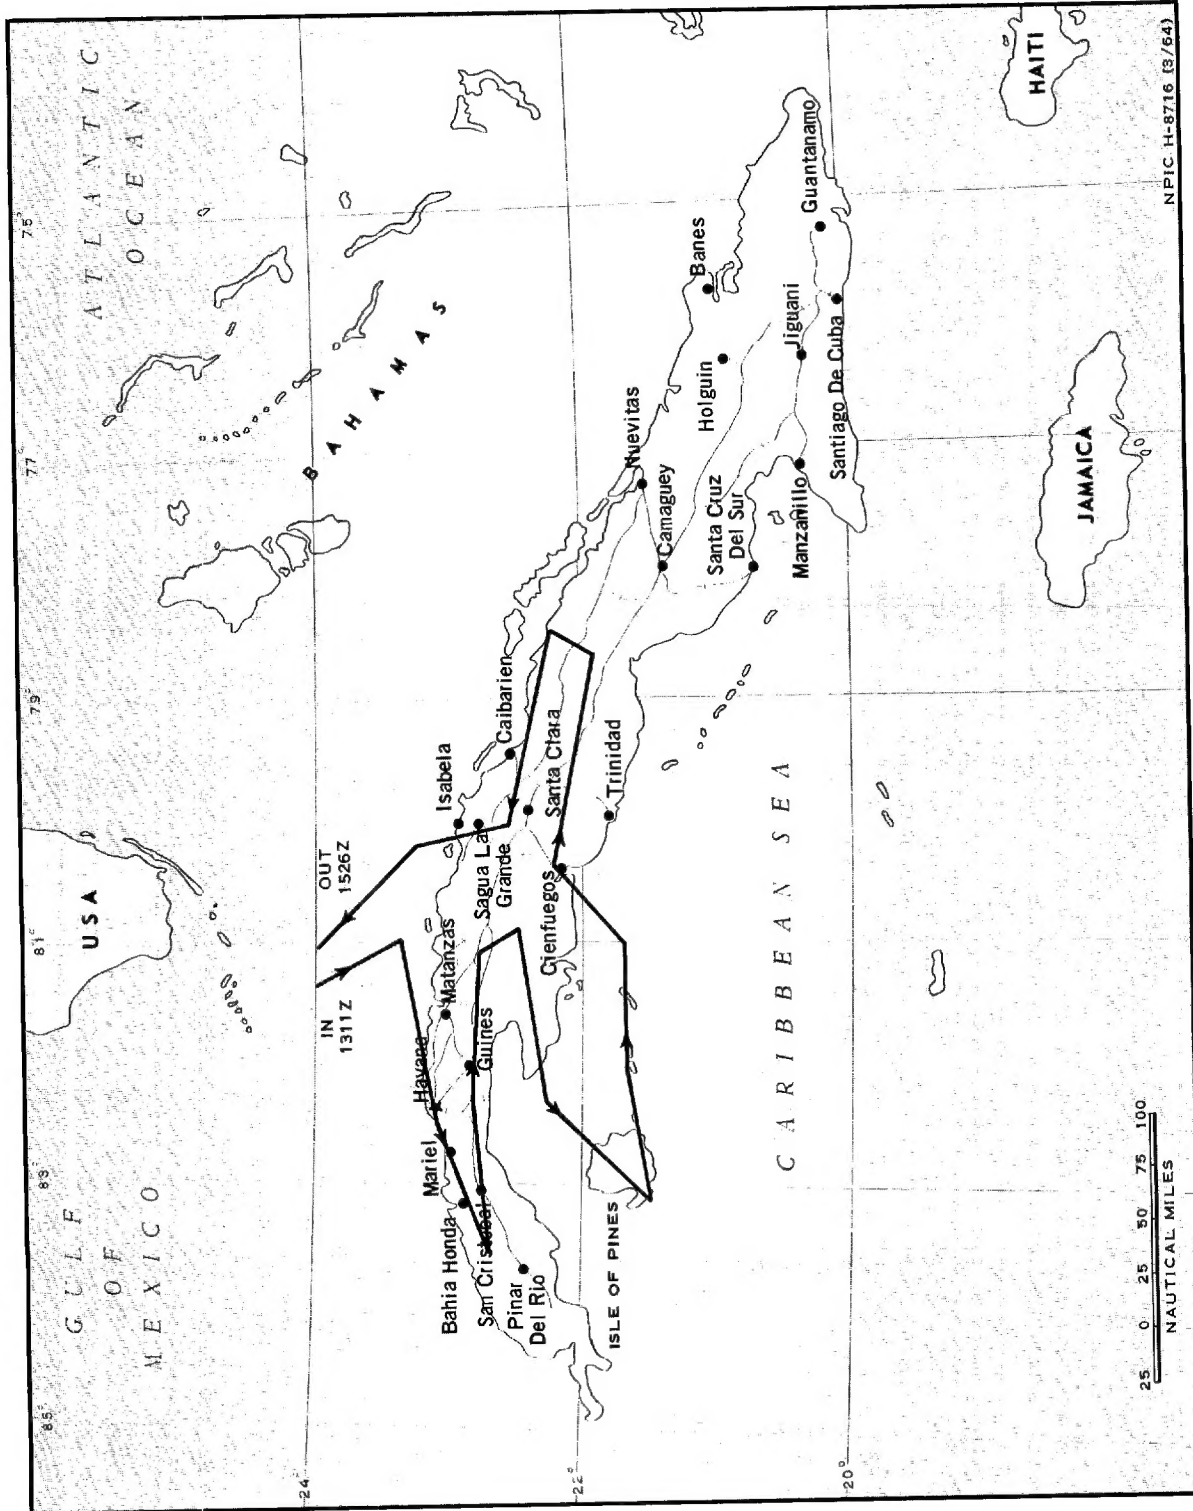 85°
83°
81°
79°
77
75°
GULF
OF
MEXICO
USA
ATLANTIC
OCEAN
BAHAMAS
24
22°
20°
IN
1311Z
OUT
1526Z
Havana
Matanzas
Mariel
Bahia Honda
San Cristobal
Pinar
Del Rio
Guines
Isabela
Sagua La
Grande
Caibarien
Santa Clara
Cienfuegos
Trinidad
Nuevitas
Camaguey
Santa Cruz
Del Sur
Manzanillo
Holguin
Banes
Jiguani
Santiago De Cuba
Guantanamo
ISLE OF PINES
CARIBBEAN SEA
JAMAICA
HAITI
25 0 25 50 75 100
NAUTICAL MILES
NPIC H-8716 (3/64)